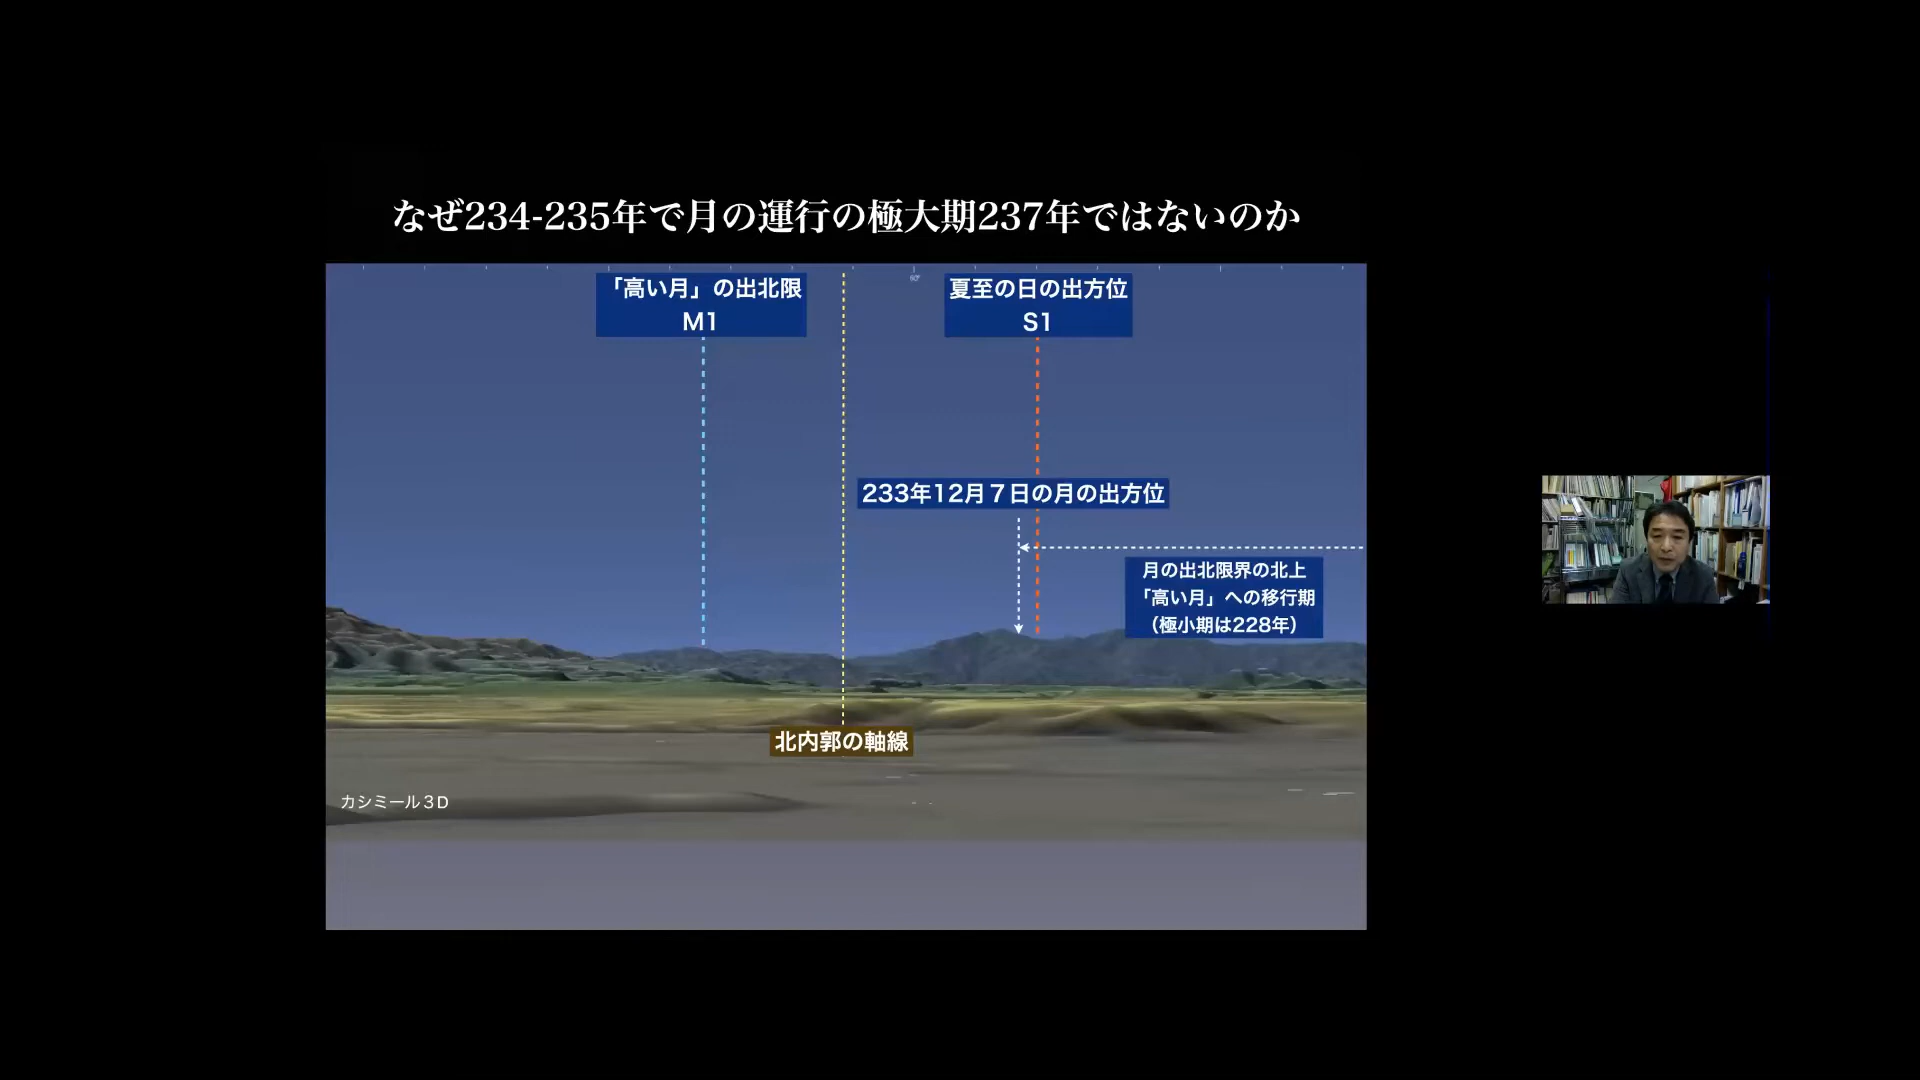 なぜ234-235年で月の運行の極大期237年ではないのか
「高い月」の出北限
M1
60°
夏至の日の出方位
S1
233年12月７日の月の出方位
月の出北限界の北上
「高い月」への移行期
（極小期は228年）
北内郭の軸線
カシミール３D